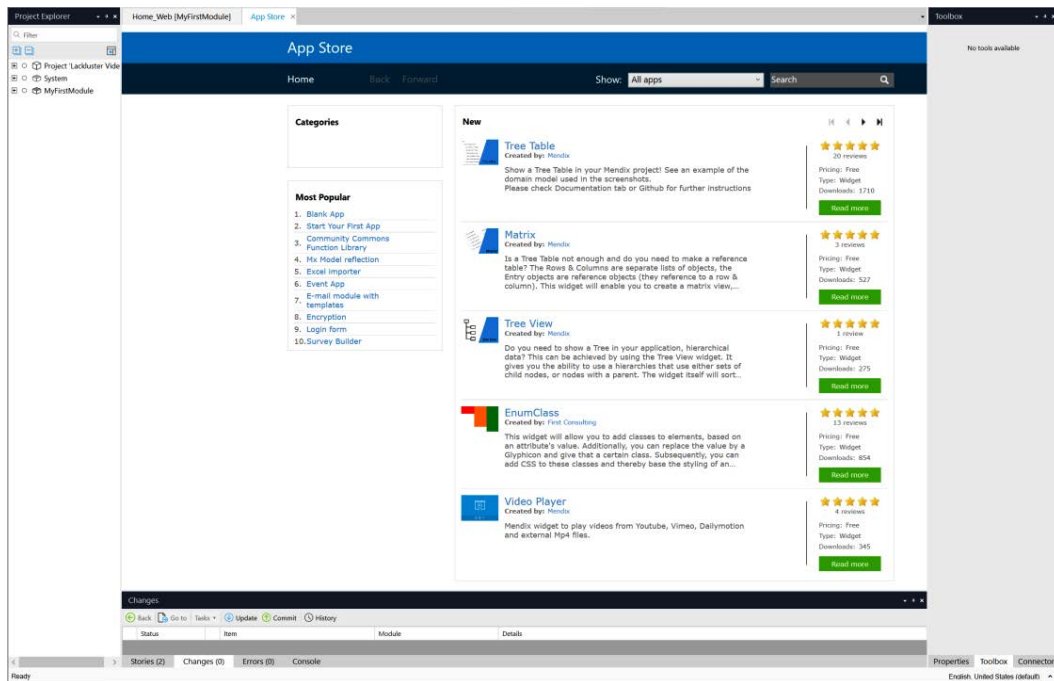 Project Explorer
Home_Web [MyFirstModule]
App Store
Toolbox
Filter
No tools available
Project 'Lackluster Vide
System
MyFirstModule
App Store
Home
Back
Forward
Show:
All apps
Search
Categories
Most Popular
1. Blank App
2. Start Your First App
3. Community Commons
Function Library
4. Mx Model reflection
5. Excel importer
6. Event App
7. E-mail module with
templates
8. Encryption
9. Login form
10. Survey Builder
New
Tree Table
Created by: Mendix
Show a Tree Table in your Mendix project! See an example of the
domain model used in the screenshots.
Please check Documentation tab or Github for further instructions
20 reviews
Pricing: Free
Type: Widget
Downloads: 1710
Read more
Matrix
Created by: Mendix
Is a Tree Table not enough and do you need to make a reference
table? The Rows & Columns are separate lists of objects, the
Entry objects are reference objects (they reference to a row &
column). This widget will enable you to create a matrix view,...
3 reviews
Pricing: Free
Type: Widget
Downloads: 527
Read more
Tree View
Created by: Mendix
Do you need to show a Tree in your application, hierarchical
data? This can be achieved by using the Tree View widget. It
gives you the ability to use a hierarchies that use either sets of
child nodes, or nodes with a parent. The widget itself will sort...
1 review
Pricing: Free
Type: Widget
Downloads: 275
Read more
EnumClass
Created by: First Consulting
This widget will allow you to add classes to elements, based on
an attribute's value. Additionally, you can replace the value by a
Glyphicon and give that a certain class. Subsequently, you can
add CSS to these classes and thereby base the styling of an...
13 reviews
Pricing: Free
Type: Widget
Downloads: 854
Read more
Video Player
Created by: Mendix
Mendix widget to play videos from Youtube, Vimeo, Dailymotion
and external Mp4 files.
4 reviews
Pricing: Free
Type: Widget
Downloads: 345
Read more
Changes
Back Go to Tasks Update Commit History
Status Item Module Details
Stories (2) Changes (0) Errors (0) Console
Properties Toolbox Connector
Ready
English, United States (default)